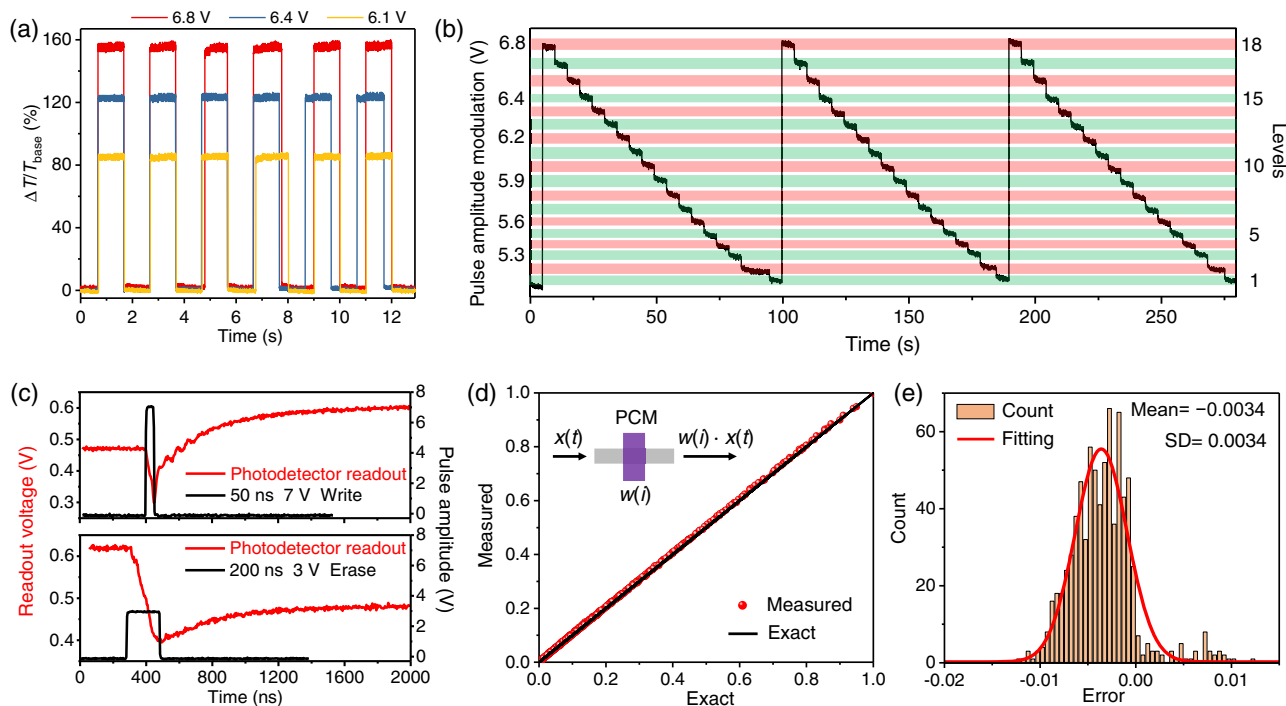 (a)
6.8 V
6.4 V
6.1 V
160
120
80
40
0
Δ T/T_base (%)
0 2 4 6 8 10 12
Time (s)
(b)
Pulse amplitude modulation (V)
6.8
6.4
6.2
5.9
5.6
5.3
18
15
10
5
1
Levels
0 50 100 150 200 250
Time (s)
(c)
Readout voltage (V)
0.6
0.5
0.4
0.3
8
6
4
2
0
Photodetector readout
50 ns 7 V Write
0.6
0.5
0.4
8
6
4
2
0
Photodetector readout
200 ns 3 V Erase
Pulse amplitude (V)
0 400 800 1200 1600 2000
Time (ns)
(d)
Measured
1.0
0.8
0.6
0.4
0.2
0.0
PCM
x(t)
w(i) · x(t)
w(i)
Measured
Exact
0.0 0.2 0.4 0.6 0.8 1.0
Exact
(e)
Count
Fitting
Mean= −0.0034
SD= 0.0034
Count
60
40
20
0
-0.02 -0.01 0.00 0.01
Error